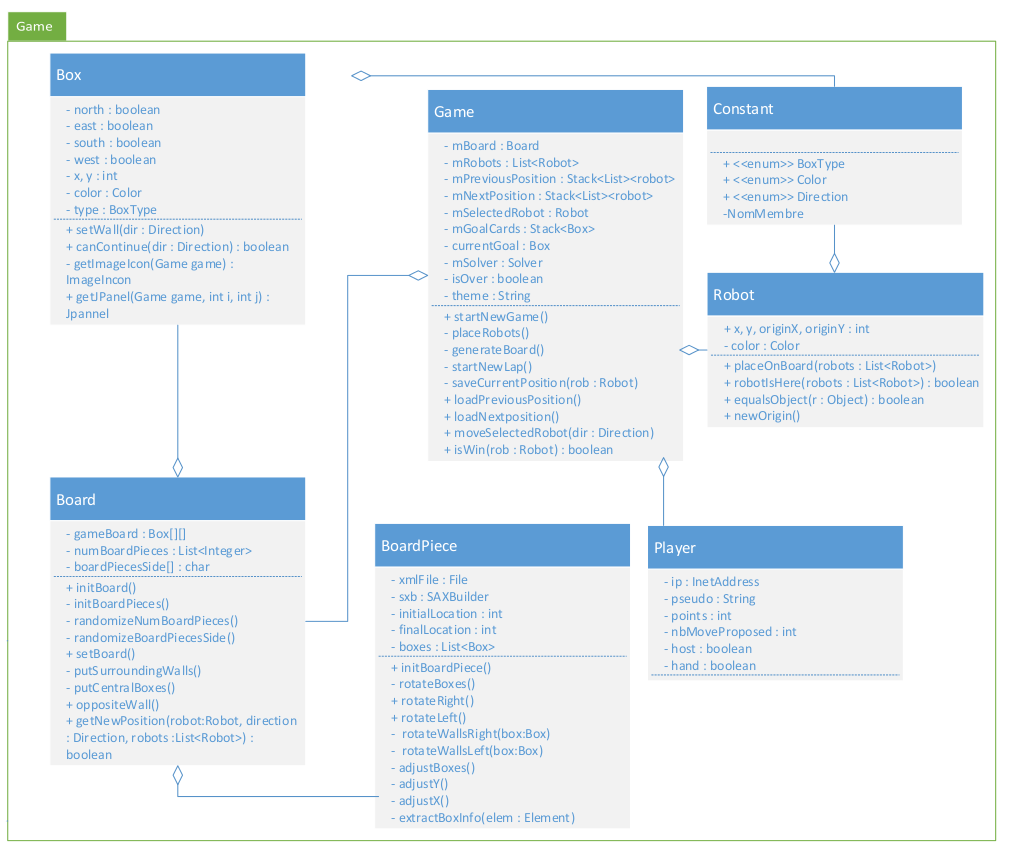 Game
Box
- north : boolean
- east : boolean
- south : boolean
- west : boolean
- x, y : int
- color : Color
- type : BoxType
+ setWall(dir : Direction)
+ canContinue(dir : Direction) : boolean
- getImageIcon(Game game) :
ImageIncon
+ getJPanel(Game game, int i, int j) :
Jpannel
Game
- mBoard : Board
- mRobots : List<Robot>
- mPreviousPosition : Stack<List><robot>
- mNextPosition : Stack<List><robot>
- mSelectedRobot : Robot
- mGoalCards : Stack<Box>
- currentGoal : Box
- mSolver : Solver
- isOver : boolean
- theme : String
+ startNewGame()
- placeRobots()
- generateBoard()
- startNewLap()
- saveCurrentPosition(rob : Robot)
+ loadPreviousPosition()
+ loadNextposition()
+ moveSelectedRobot(dir : Direction)
+ isWin(rob : Robot) : boolean
Constant
+ <<enum>> BoxType
+ <<enum>> Color
+ <<enum>> Direction
-NomMembre
Robot
+ x, y, originX, originY : int
- color : Color
+ placeOnBoard(robots : List<Robot>)
+ robotIsHere(robots : List<Robot>) : boolean
+ equalsObject(r : Object) : boolean
+ newOrigin()
Board
- gameBoard : Box[][]
- numBoardPieces : List<Integer>
- boardPiecesSide[] : char
+ initBoard()
- initBoardPieces()
- randomizeNumBoardPieces()
- randomizeBoardPiecesSide()
+ setBoard()
- putSurroundingWalls()
- putCentralBoxes()
+ oppositeWall()
+ getNewPosition(robot:Robot, direction
: Direction, robots :List<Robot>) :
boolean
BoardPiece
- xmlFile : File
- sxb : SAXBuilder
- initialLocation : int
- finalLocation : int
- boxes : List<Box>
+ initBoardPiece()
- rotateBoxes()
+ rotateRight()
+ rotateLeft()
- rotateWallsRight(box:Box)
- rotateWallsLeft(box:Box)
- adjustBoxes()
- adjustY()
- adjustX()
- extractBoxInfo(elem : Element)
Player
- ip : InetAddress
- pseudo : String
- points : int
- nbMoveProposed : int
- host : boolean
- hand : boolean